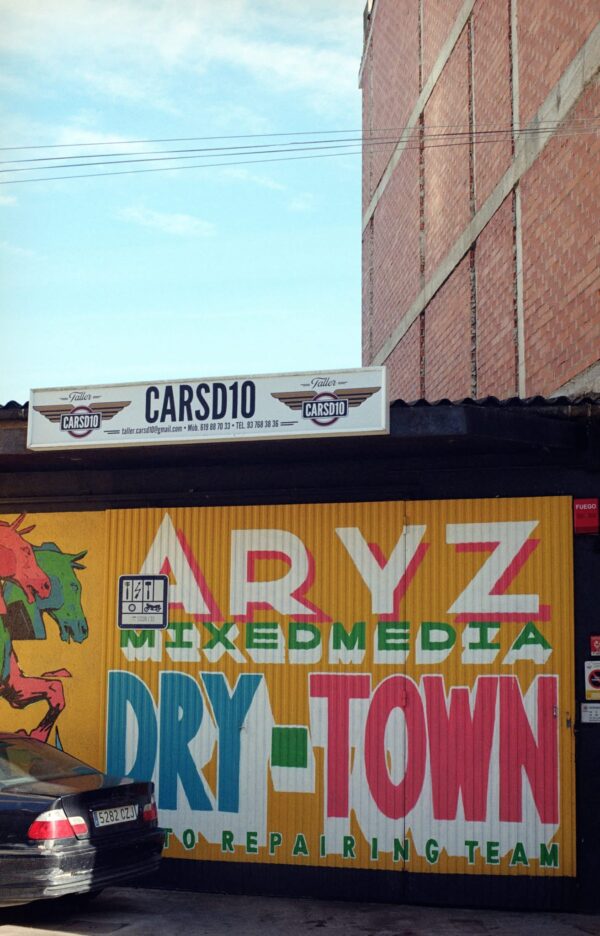 Taller
CARSD10
CARSD10
taller.carsd10@gmail.com • Mob. 619 88 70 33 • TEL. 93 768 38 36
Taller
CARSD10
FUEGO
ARYZ
MIXEDMEDIA
DRY-TOWN
TO REPAIRING TEAM
5282 CZJ